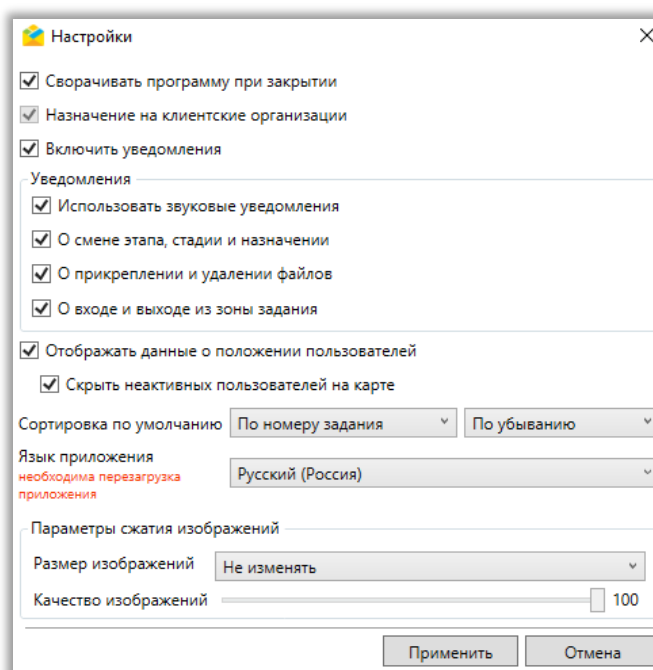 Настройки
Сворачивать программу при закрытии
Назначение на клиентские организации
Включить уведомления
Уведомления
Использовать звуковые уведомления
О смене этапа, стадии и назначении
О прикреплении и удалении файлов
О входе и выходе из зоны задания
Отображать данные о положении пользователей
Скрыть неактивных пользователей на карте
Сортировка по умолчанию По номеру задания По убыванию
Язык приложения
необходима перезагрузка
приложения
Русский (Россия)
Параметры сжатия изображений
Размер изображений Не изменять
Качество изображений 100
Применить Отмена